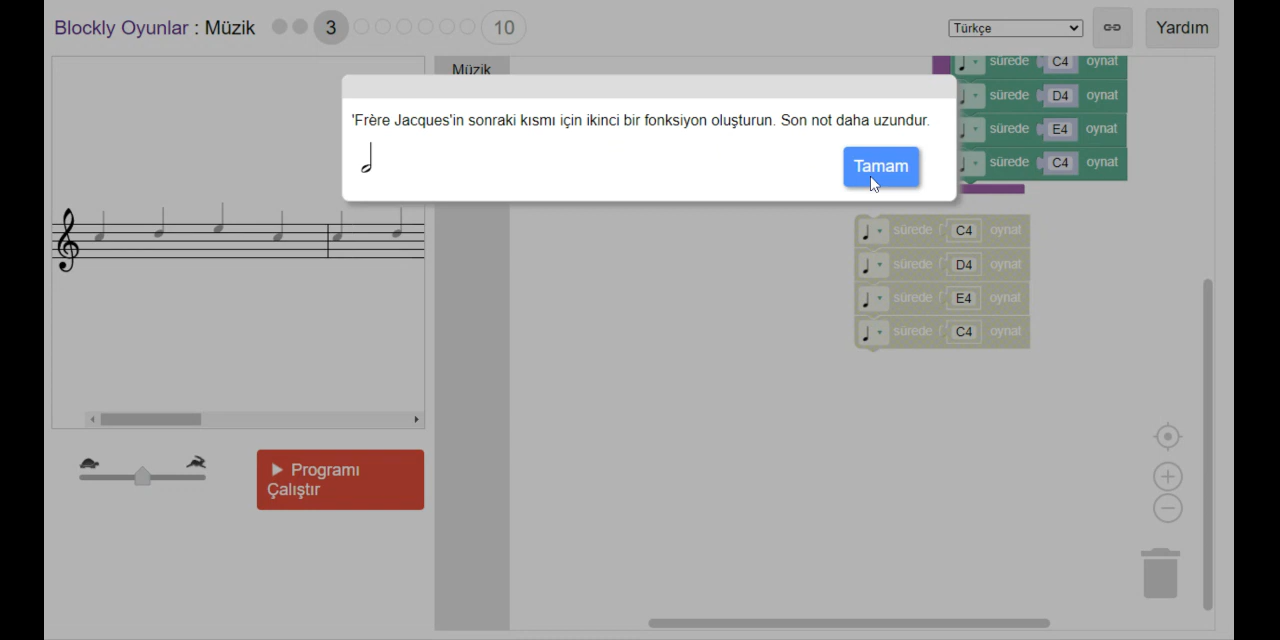 Blockly Oyunlar : Müzik 3 10 Türkçe Yardım
Müzik
sürede C4 oynat
sürede D4 oynat
sürede E4 oynat
sürede C4 oynat
'Frère Jacques'in sonraki kısmı için ikinci bir fonksiyon oluşturun. Son not daha uzundur.
Tamam
sürede C4 oynat
sürede D4 oynat
sürede E4 oynat
sürede C4 oynat
Programı
Çalıştır